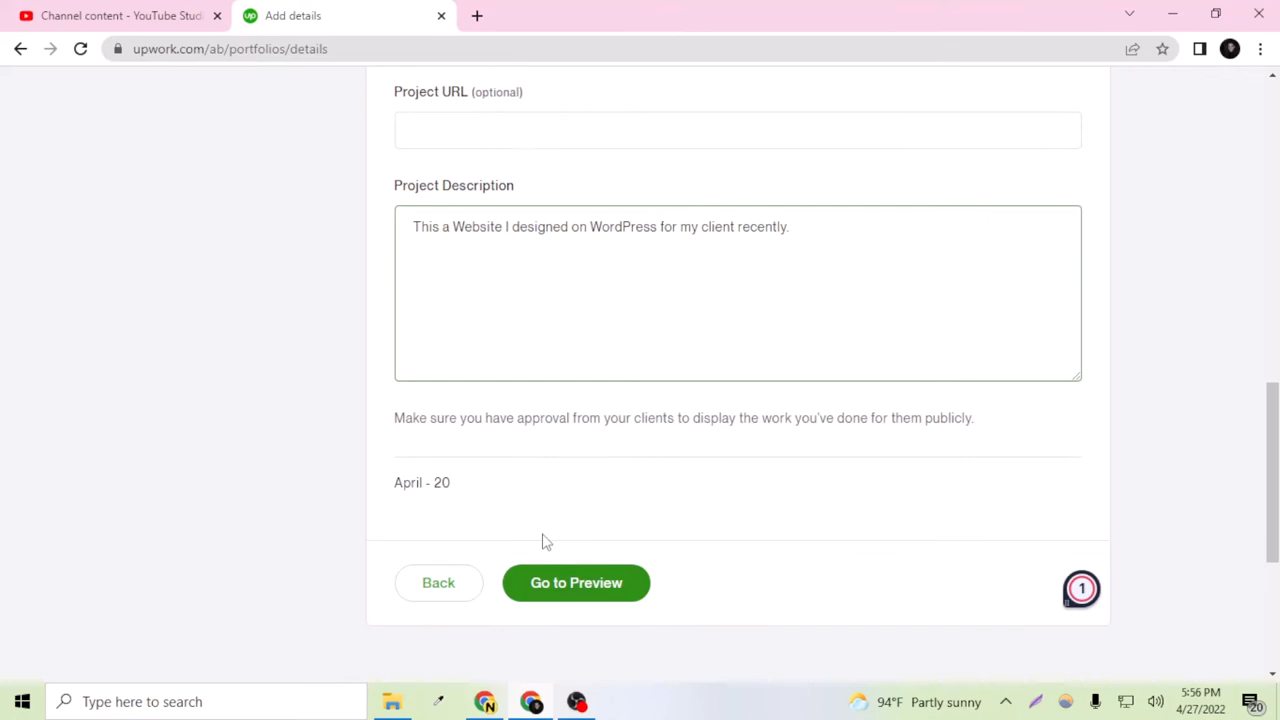 Channel content - YouTube Stud
up Add details
upwork.com/ab/portfolios/details
Project URL (optional)
Project Description
This a Website I designed on WordPress for my client recently.
Make sure you have approval from your clients to display the work you've done for them publicly.
April - 20
Back
Go to Preview
1
Type here to search
N
94°F Partly sunny
5:56 PM
4/27/2022
20